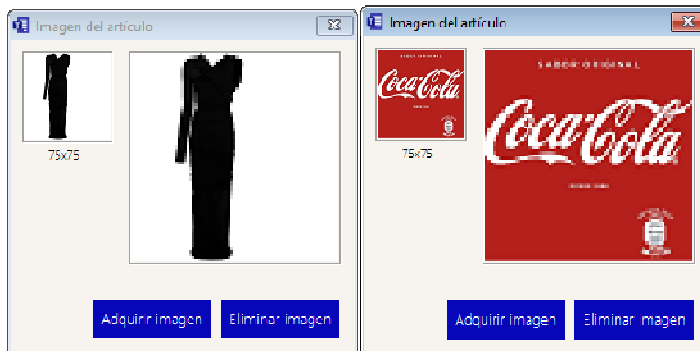 Imagen del artículo
75x75
Adquirir imagen
Eliminar imagen
Imagen del artículo
Coca-Cola
75x75
SABOR ORIGINAL
Coca-Cola
Adquirir imagen
Eliminar imagen